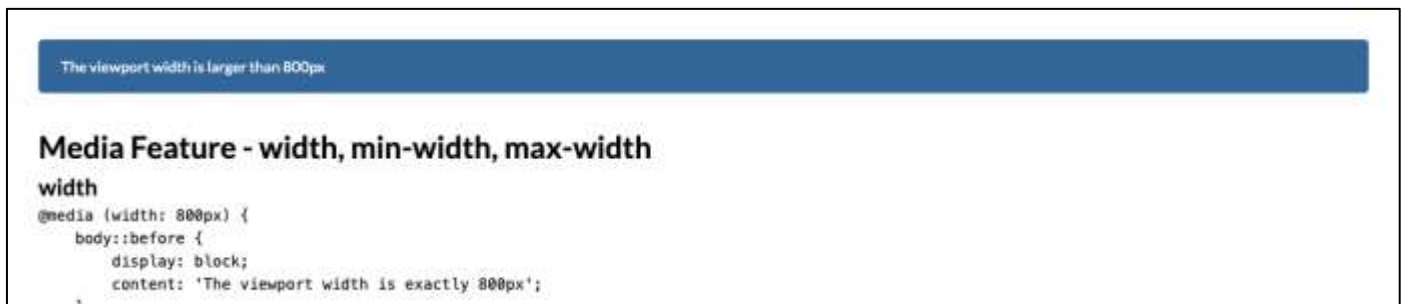 The viewport width is larger than 800px
Media Feature - width, min-width, max-width
width
@media (width: 800px) {
    body::before {
        display: block;
        content: 'The viewport width is exactly 800px';
    }